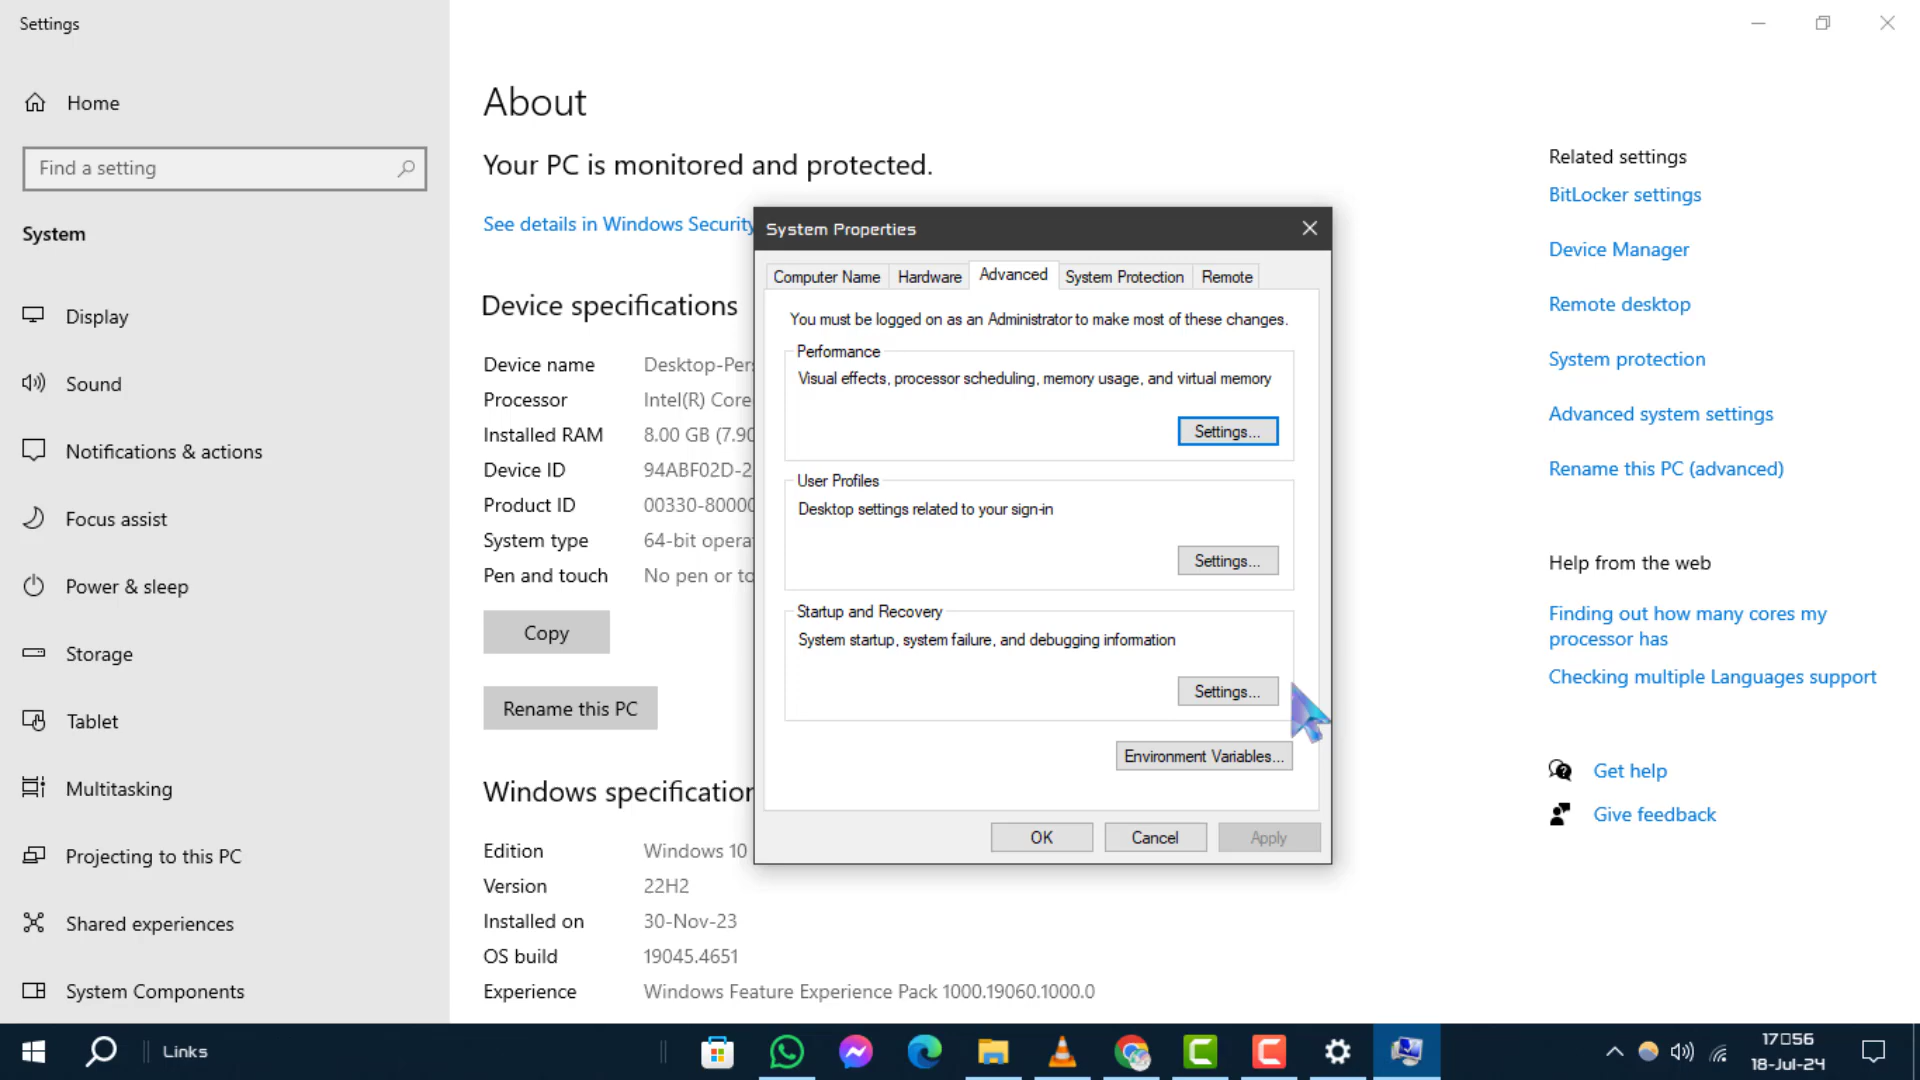 Settings
Home
Find a setting
System
Display
Sound
Notifications & actions
Focus assist
Power & sleep
Storage
Tablet
Multitasking
Projecting to this PC
Shared experiences
System Components
About
Your PC is monitored and protected.
See details in Windows Security
Device specifications
Device name Desktop-Per
Processor Intel(R) Core
Installed RAM 8.00 GB (7.90
Device ID 94ABF02D-2
Product ID 00330-80000
System type 64-bit opera
Pen and touch No pen or to
Copy
Rename this PC
Windows specification
Edition Windows 10
Version 22H2
Installed on 30-Nov-23
OS build 19045.4651
Experience Windows Feature Experience Pack 1000.19060.1000.0
System Properties
Computer Name Hardware Advanced System Protection Remote
You must be logged on as an Administrator to make most of these changes.
Performance
Visual effects, processor scheduling, memory usage, and virtual memory
Settings...
User Profiles
Desktop settings related to your sign-in
Settings...
Startup and Recovery
System startup, system failure, and debugging information
Settings...
Environment Variables...
OK Cancel Apply
Related settings
BitLocker settings
Device Manager
Remote desktop
System protection
Advanced system settings
Rename this PC (advanced)
Help from the web
Finding out how many cores my
processor has
Checking multiple Languages support
Get help
Give feedback
Links
17▯56
18-Jul-24